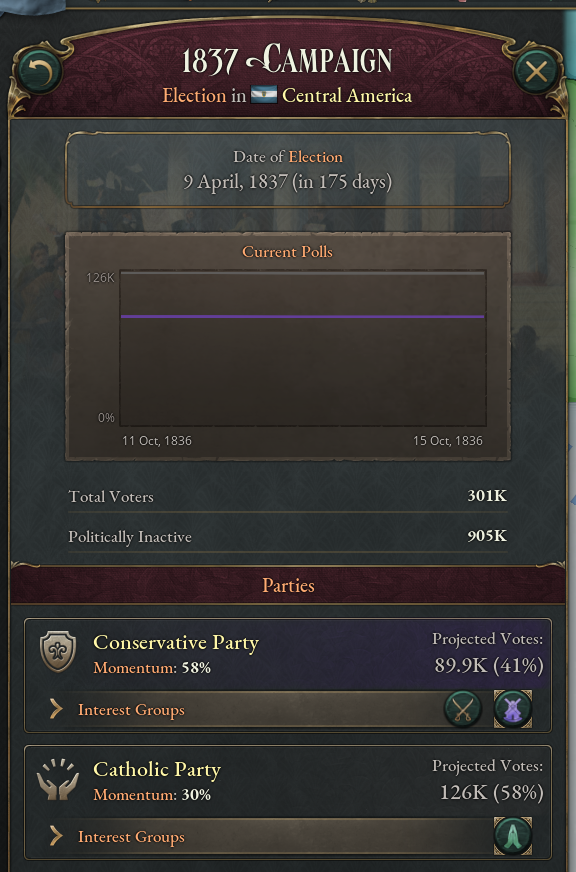 1837 Campaign
Election in Central America
Date of Election
9 April, 1837 (in 175 days)
Current Polls
126K
0%
11 Oct, 1836 15 Oct, 1836
Total Voters 301K
Politically Inactive 905K
Parties
Conservative Party Projected Votes:
Momentum: 58% 89.9K (41%)
Interest Groups
Catholic Party Projected Votes:
Momentum: 30% 126K (58%)
Interest Groups